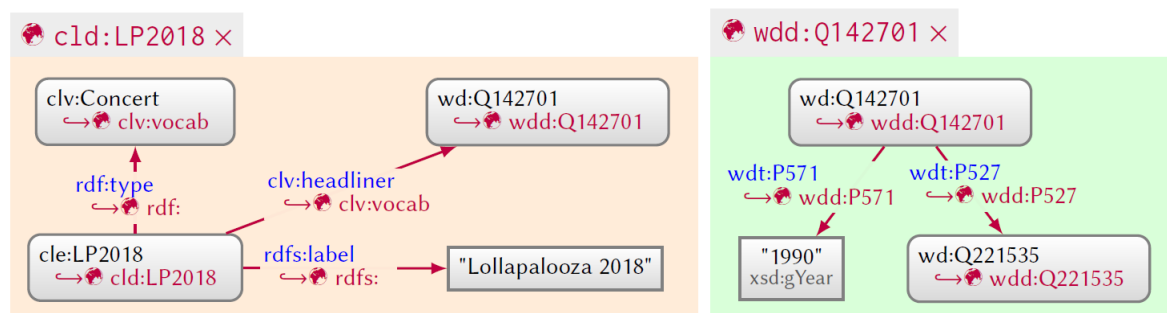 cld:LP2018 ×
clv:Concert
↪ clv:vocab
wd:Q142701
↪ wdd:Q142701
rdf:type
↪ rdf:
clv:headliner
↪ clv:vocab
cle:LP2018
↪ cld:LP2018
rdfs:label
↪ rdfs:
"Lollapalooza 2018"
wdd:Q142701 ×
wd:Q142701
↪ wdd:Q142701
wdt:P571
↪ wdd:P571
wdt:P527
↪ wdd:P527
"1990"
xsd:gYear
wd:Q221535
↪ wdd:Q221535